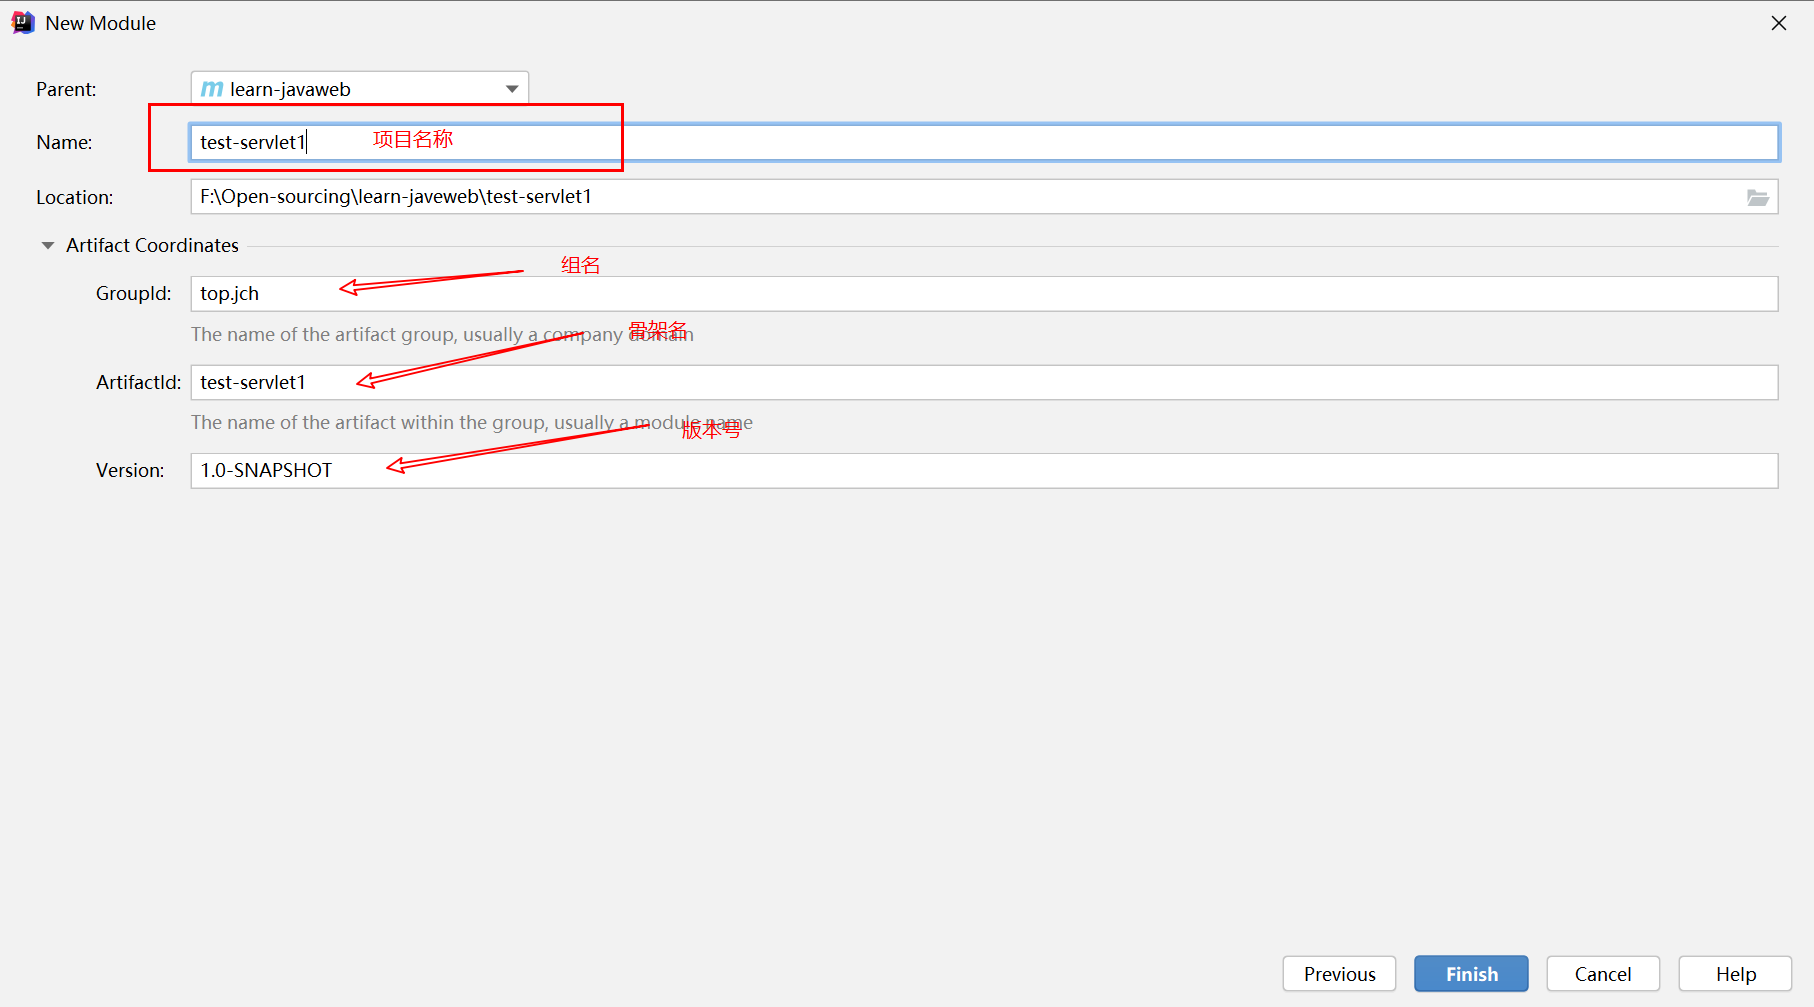 New Module
Parent: learn-javaweb
Name: test-servlet1 项目名称
Location: F:\Open-sourcing\learn-javeweb\test-servlet1
Artifact Coordinates
组名
GroupId: top.jch
The name of the artifact group, usually a company domain 骨架名
ArtifactId: test-servlet1
The name of the artifact within the group, usually a module name 版本号
Version: 1.0-SNAPSHOT
Previous Finish Cancel Help